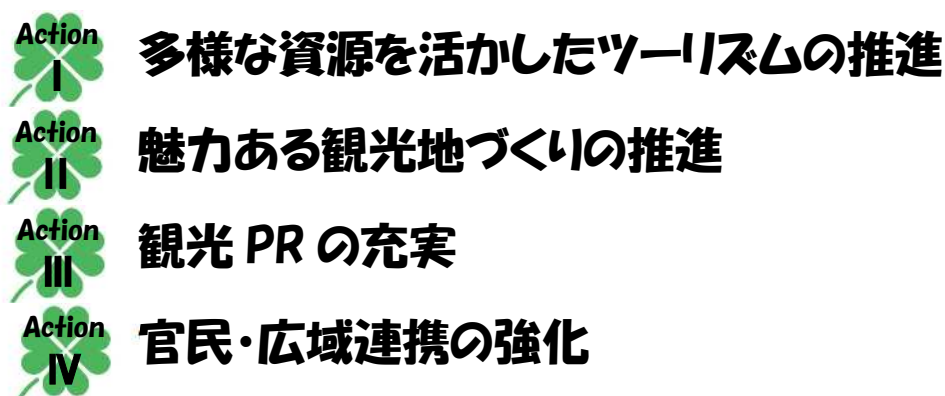 Action
I
多様な資源を活かしたツーリズムの推進
Action
II
魅力ある観光地づくりの推進
Action
III
観光 PR の充実
Action
IV
官民・広域連携の強化